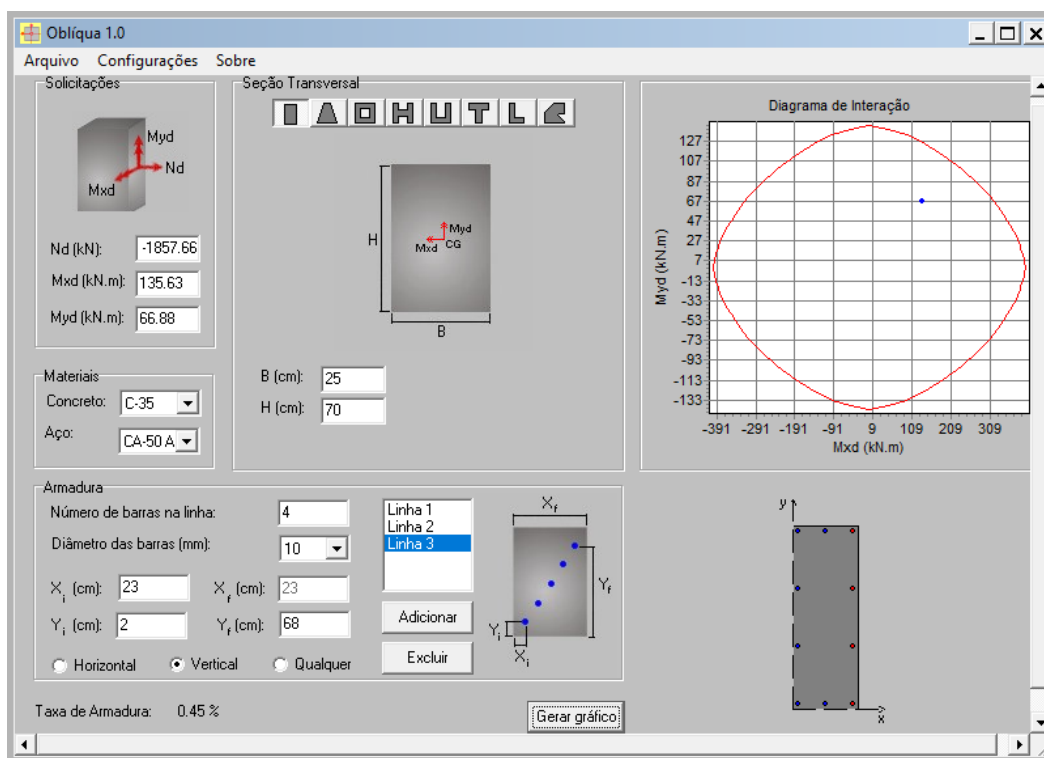 Oblíqua 1.0
Arquivo Configurações Sobre
Solicitações
Myd
Nd
Mxd
Nd (kN): -1857.66
Mxd (kN.m): 135.63
Myd (kN.m): 66.88
Materiais
Concreto: C-35
Aço: CA-50 A
Seção Transversal
H
Myd
Mxd CG
B
B (cm): 25
H (cm): 70
Diagrama de Interação
Myd (kN.m)
127
107
87
67
47
27
7
-13
-33
-53
-73
-93
-113
-133
-391 -291 -191 -91 9 109 209 309
Mxd (kN.m)
Armadura
Número de barras na linha: 4
Diâmetro das barras (mm): 10
Xi (cm): 23 Xf (cm): 23
Yi (cm): 2 Yf (cm): 68
Horizontal Vertical Qualquer
Linha 1
Linha 2
Linha 3
Adicionar
Excluir
Xf
Yf
Yi
Xi
y
x
Taxa de Armadura: 0.45 %
Gerar gráfico